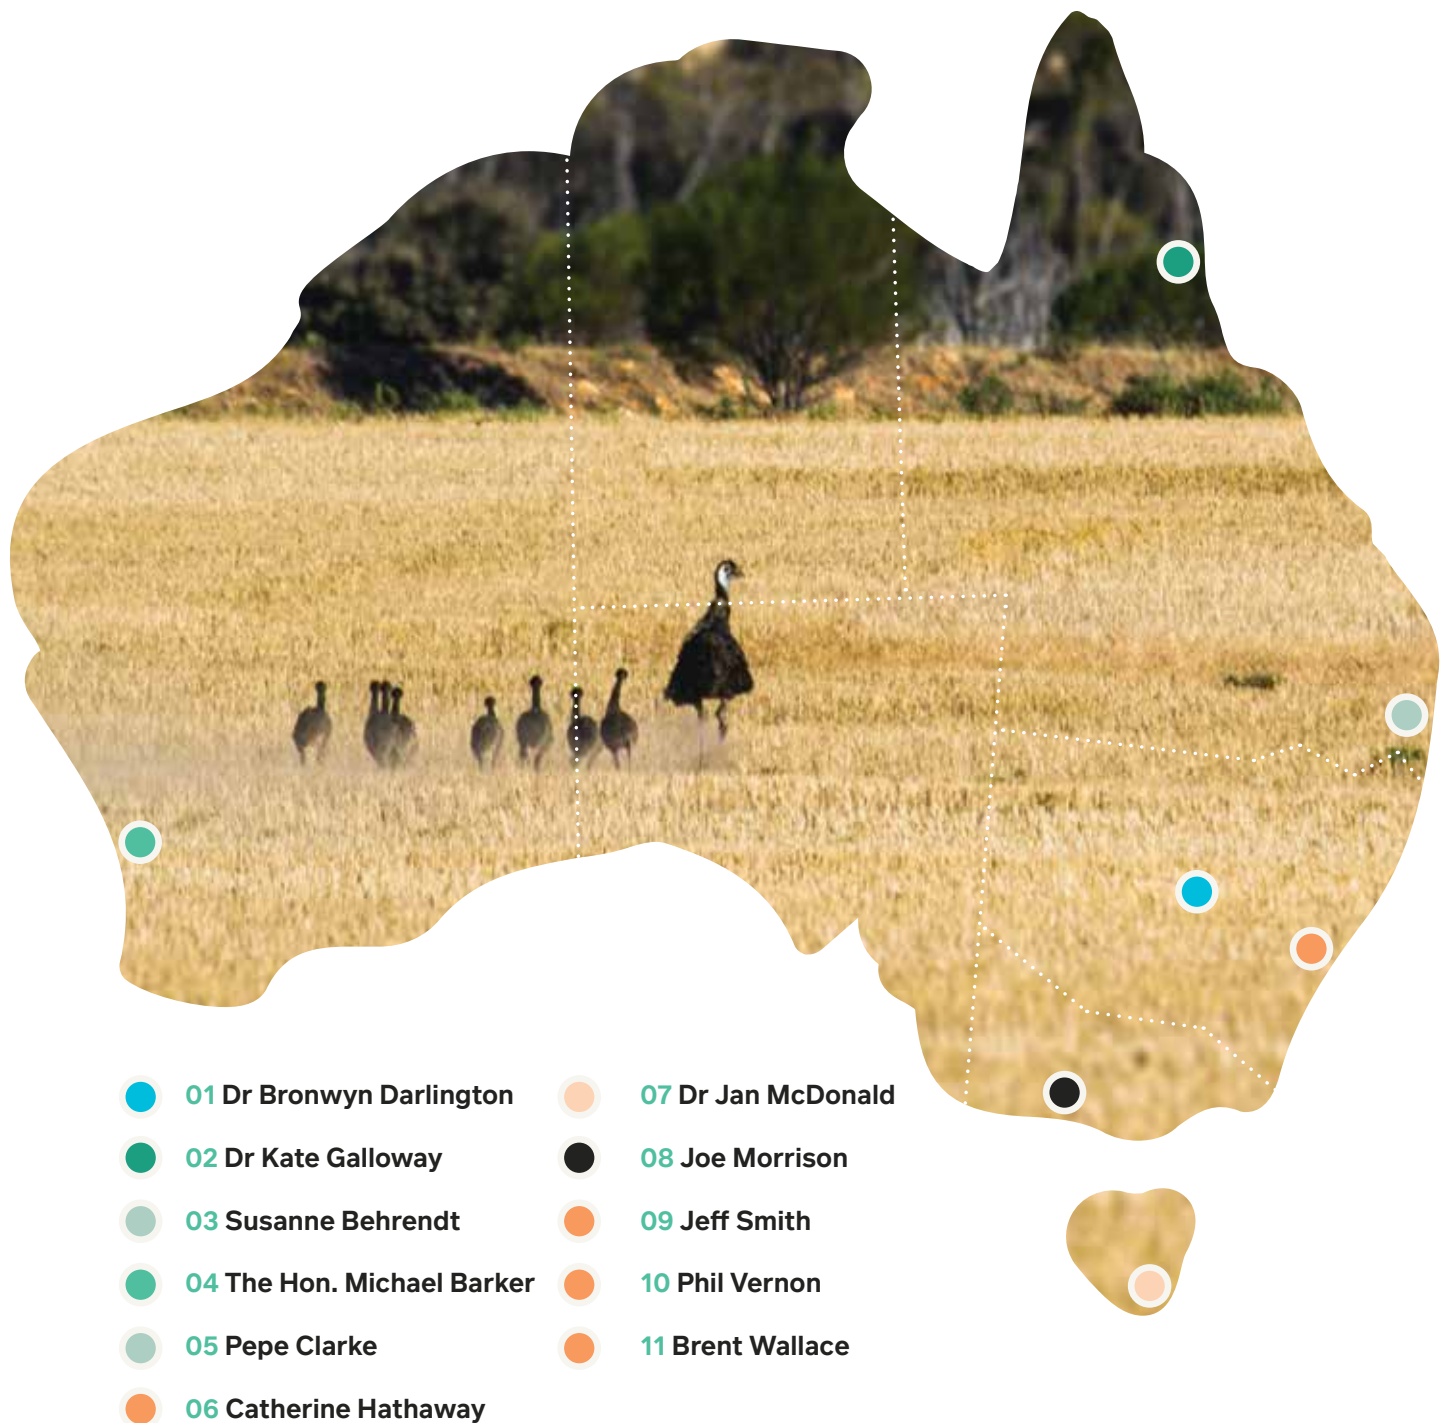 01 Dr Bronwyn Darlington
02 Dr Kate Galloway
03 Susanne Behrendt
04 The Hon. Michael Barker
05 Pepe Clarke
06 Catherine Hathaway
07 Dr Jan McDonald
08 Joe Morrison
09 Jeff Smith
10 Phil Vernon
11 Brent Wallace